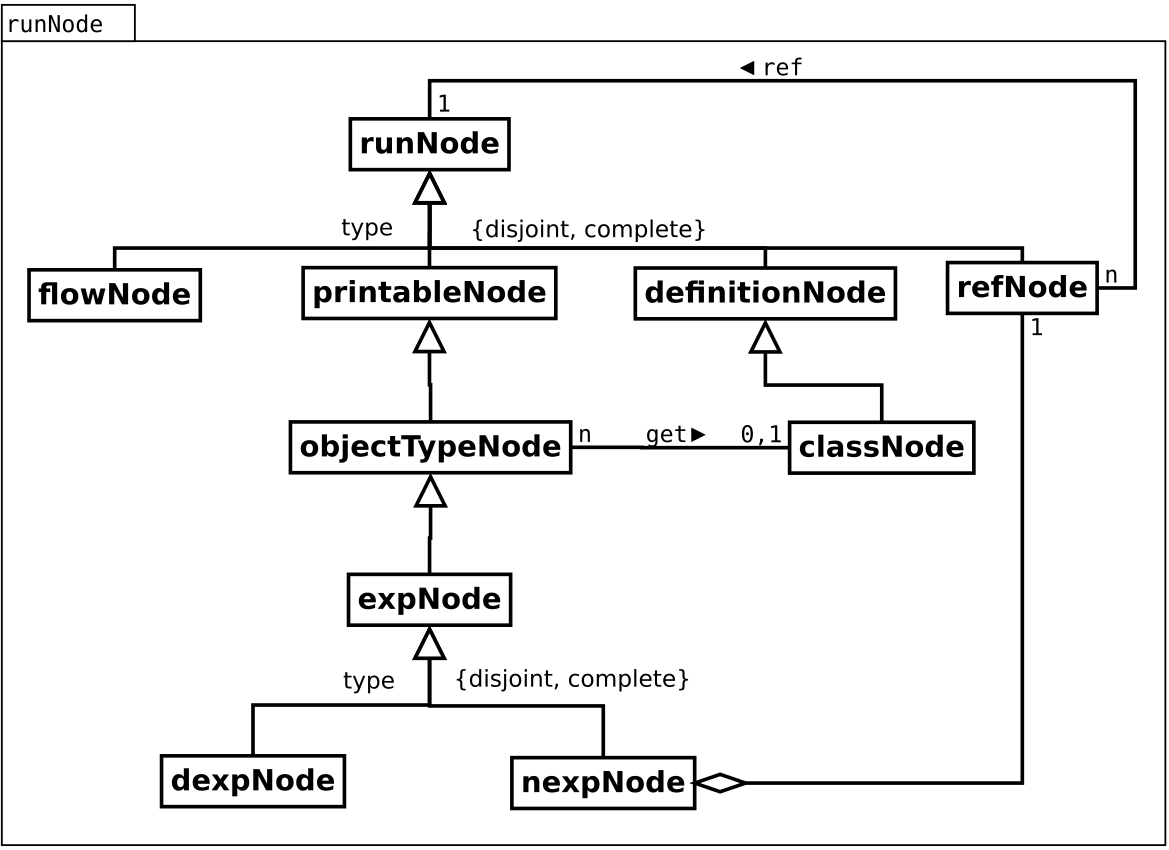 runNode
◄ ref
1
runNode
type {disjoint, complete}
flowNode printableNode definitionNode refNode n
1
objectTypeNode n get► 0,1 classNode
expNode
type {disjoint, complete}
dexpNode nexpNode